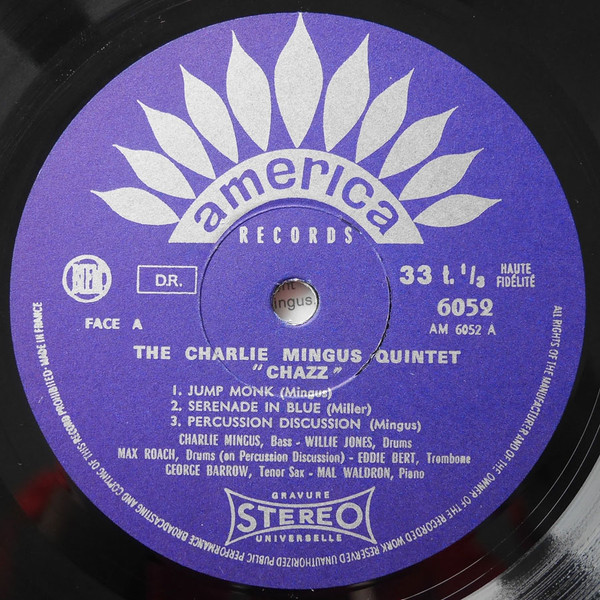 america
RECORDS
BIEM
D.R.
33 t. 1/3
HAUTE
FIDÉLITÉ
6052
AM 6052 A
FACE A
ingus.
THE CHARLIE MINGUS QUINTET
"CHAZZ"
1. JUMP MONK (Mingus)
2. SERENADE IN BLUE (Miller)
3. PERCUSSION DISCUSSION (Mingus)
CHARLIE MINGUS, Bass - WILLIE JONES, Drums
MAX ROACH, Drums (on Percussion Discussion) - EDDIE BERT, Trombone
GEORGE BARROW, Tenor Sax - MAL WALDRON, Piano
GRAVURE
STEREO
UNIVERSELLE
ALL RIGHTS OF THE MANUFACTURER AND OF THE OWNER OF THE RECORDED WORK RESERVED UNAUTHORIZED PUBLIC PERFORMANCE BROADCASTING AND COPYING OF THIS RECORD PROHIBITED · MADE IN FRANCE